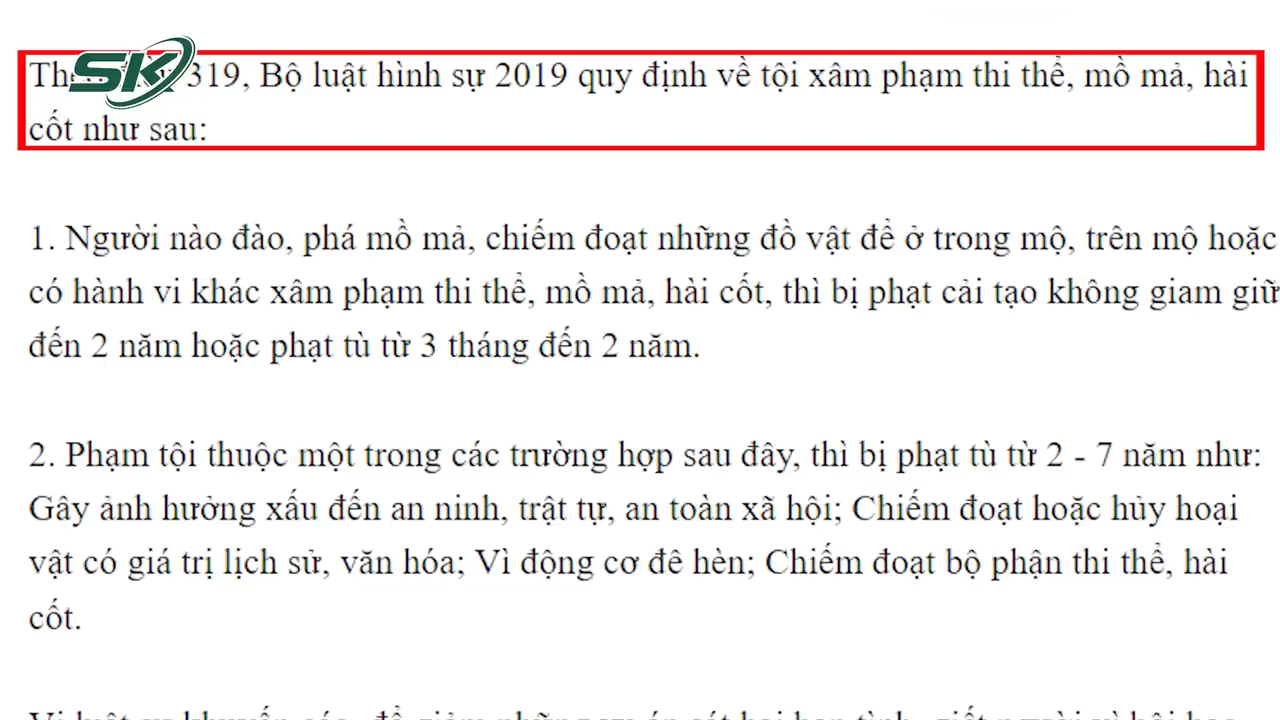 SK
319, Bộ luật hình sự 2019 quy định về tội xâm phạm thi thể, mồ mả, hài
cốt như sau:
1. Người nào đào, phá mồ mả, chiếm đoạt những đồ vật để ở trong mộ, trên mộ hoặc
có hành vi khác xâm phạm thi thể, mồ mả, hài cốt, thì bị phạt cải tạo không giam giữ
đến 2 năm hoặc phạt tù từ 3 tháng đến 2 năm.
2. Phạm tội thuộc một trong các trường hợp sau đây, thì bị phạt tù từ 2 - 7 năm như:
Gây ảnh hưởng xấu đến an ninh, trật tự, an toàn xã hội; Chiếm đoạt hoặc hủy hoại
vật có giá trị lịch sử, văn hóa; Vì động cơ đê hèn; Chiếm đoạt bộ phận thi thể, hài
cốt.